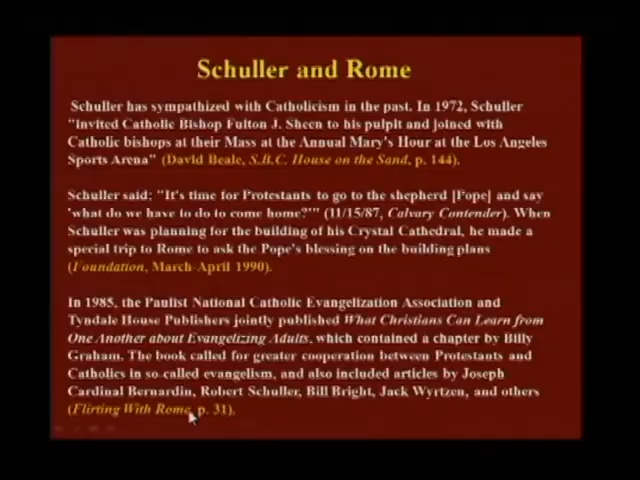 Schuller and Rome
Schuller has sympathized with Catholicism in the past. In 1972, Schuller
"invited Catholic Bishop Fulton J. Sheen to his pulpit and joined with
Catholic bishops at their Mass at the Annual Mary's Hour at the Los Angeles
Sports Arena" (David Beale, S.B.C. House on the Sand, p. 144).
Schuller said: "It's time for Protestants to go to the shepherd [Pope] and say
'what do we have to do to come home?'" (11/15/87, Calvary Contender). When
Schuller was planning for the building of his Crystal Cathedral, he made a
special trip to Rome to ask the Pope's blessing on the building plans
(Foundation, March-April 1990).
In 1985, the Paulist National Catholic Evangelization Association and
Tyndale House Publishers jointly published What Christians Can Learn from
One Another about Evangelizing Adults, which contained a chapter by Billy
Graham. The book called for greater cooperation between Protestants and
Catholics in so-called evangelism, and also included articles by Joseph
Cardinal Bernardin, Robert Schuller, Bill Bright, Jack Wyrtzen, and others
(Flirting With Rome, p. 31).